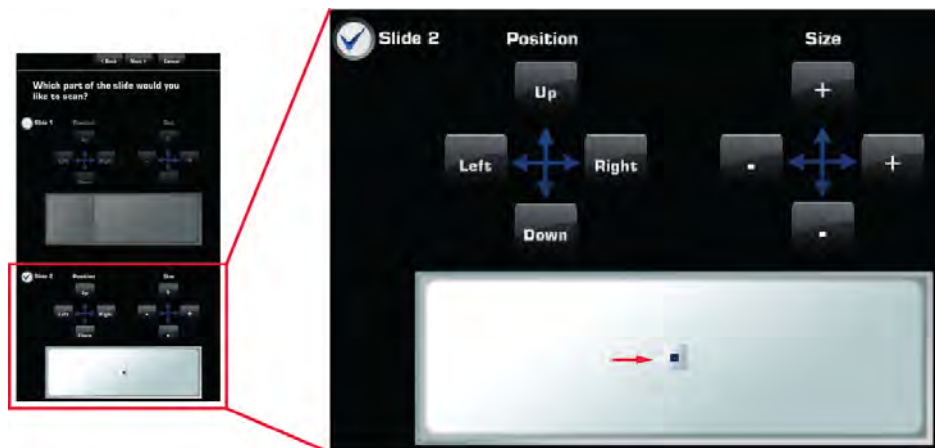 < Back Next > Cancel
Which part of the slide would you
like to scan?
Slide 1 Position Size
Up +
Left Right - +
Down -
Slide 2 Position Size
Up +
Left Right - +
Down -
Slide 2 Position Size
Up +
Left Right - +
Down -